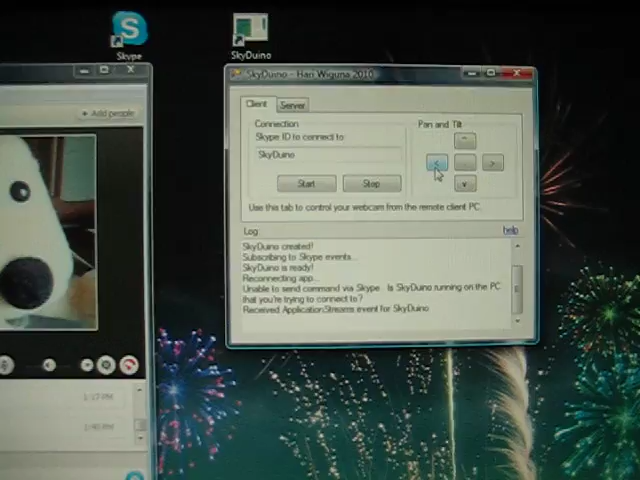 Skype
SkyDuino
SkyDuino - Hari Wiguna 2010
+ Add people
Client
Server
Connection
Skype ID to connect to:
SkyDuino
Start
Stop
Pan and Tilt
^
<
-
>
v
Use this tab to control your webcam from the remote client PC.
Log:
help
SkyDuino created!
Subscribing to Skype events...
SkyDuino is ready!
Reconnecting app...
Unable to send command via Skype. Is SkyDuino running on the PC
that you're trying to connect to?
Received ApplicationStreams event for SkyDuino
1:17 PM
1:40 PM